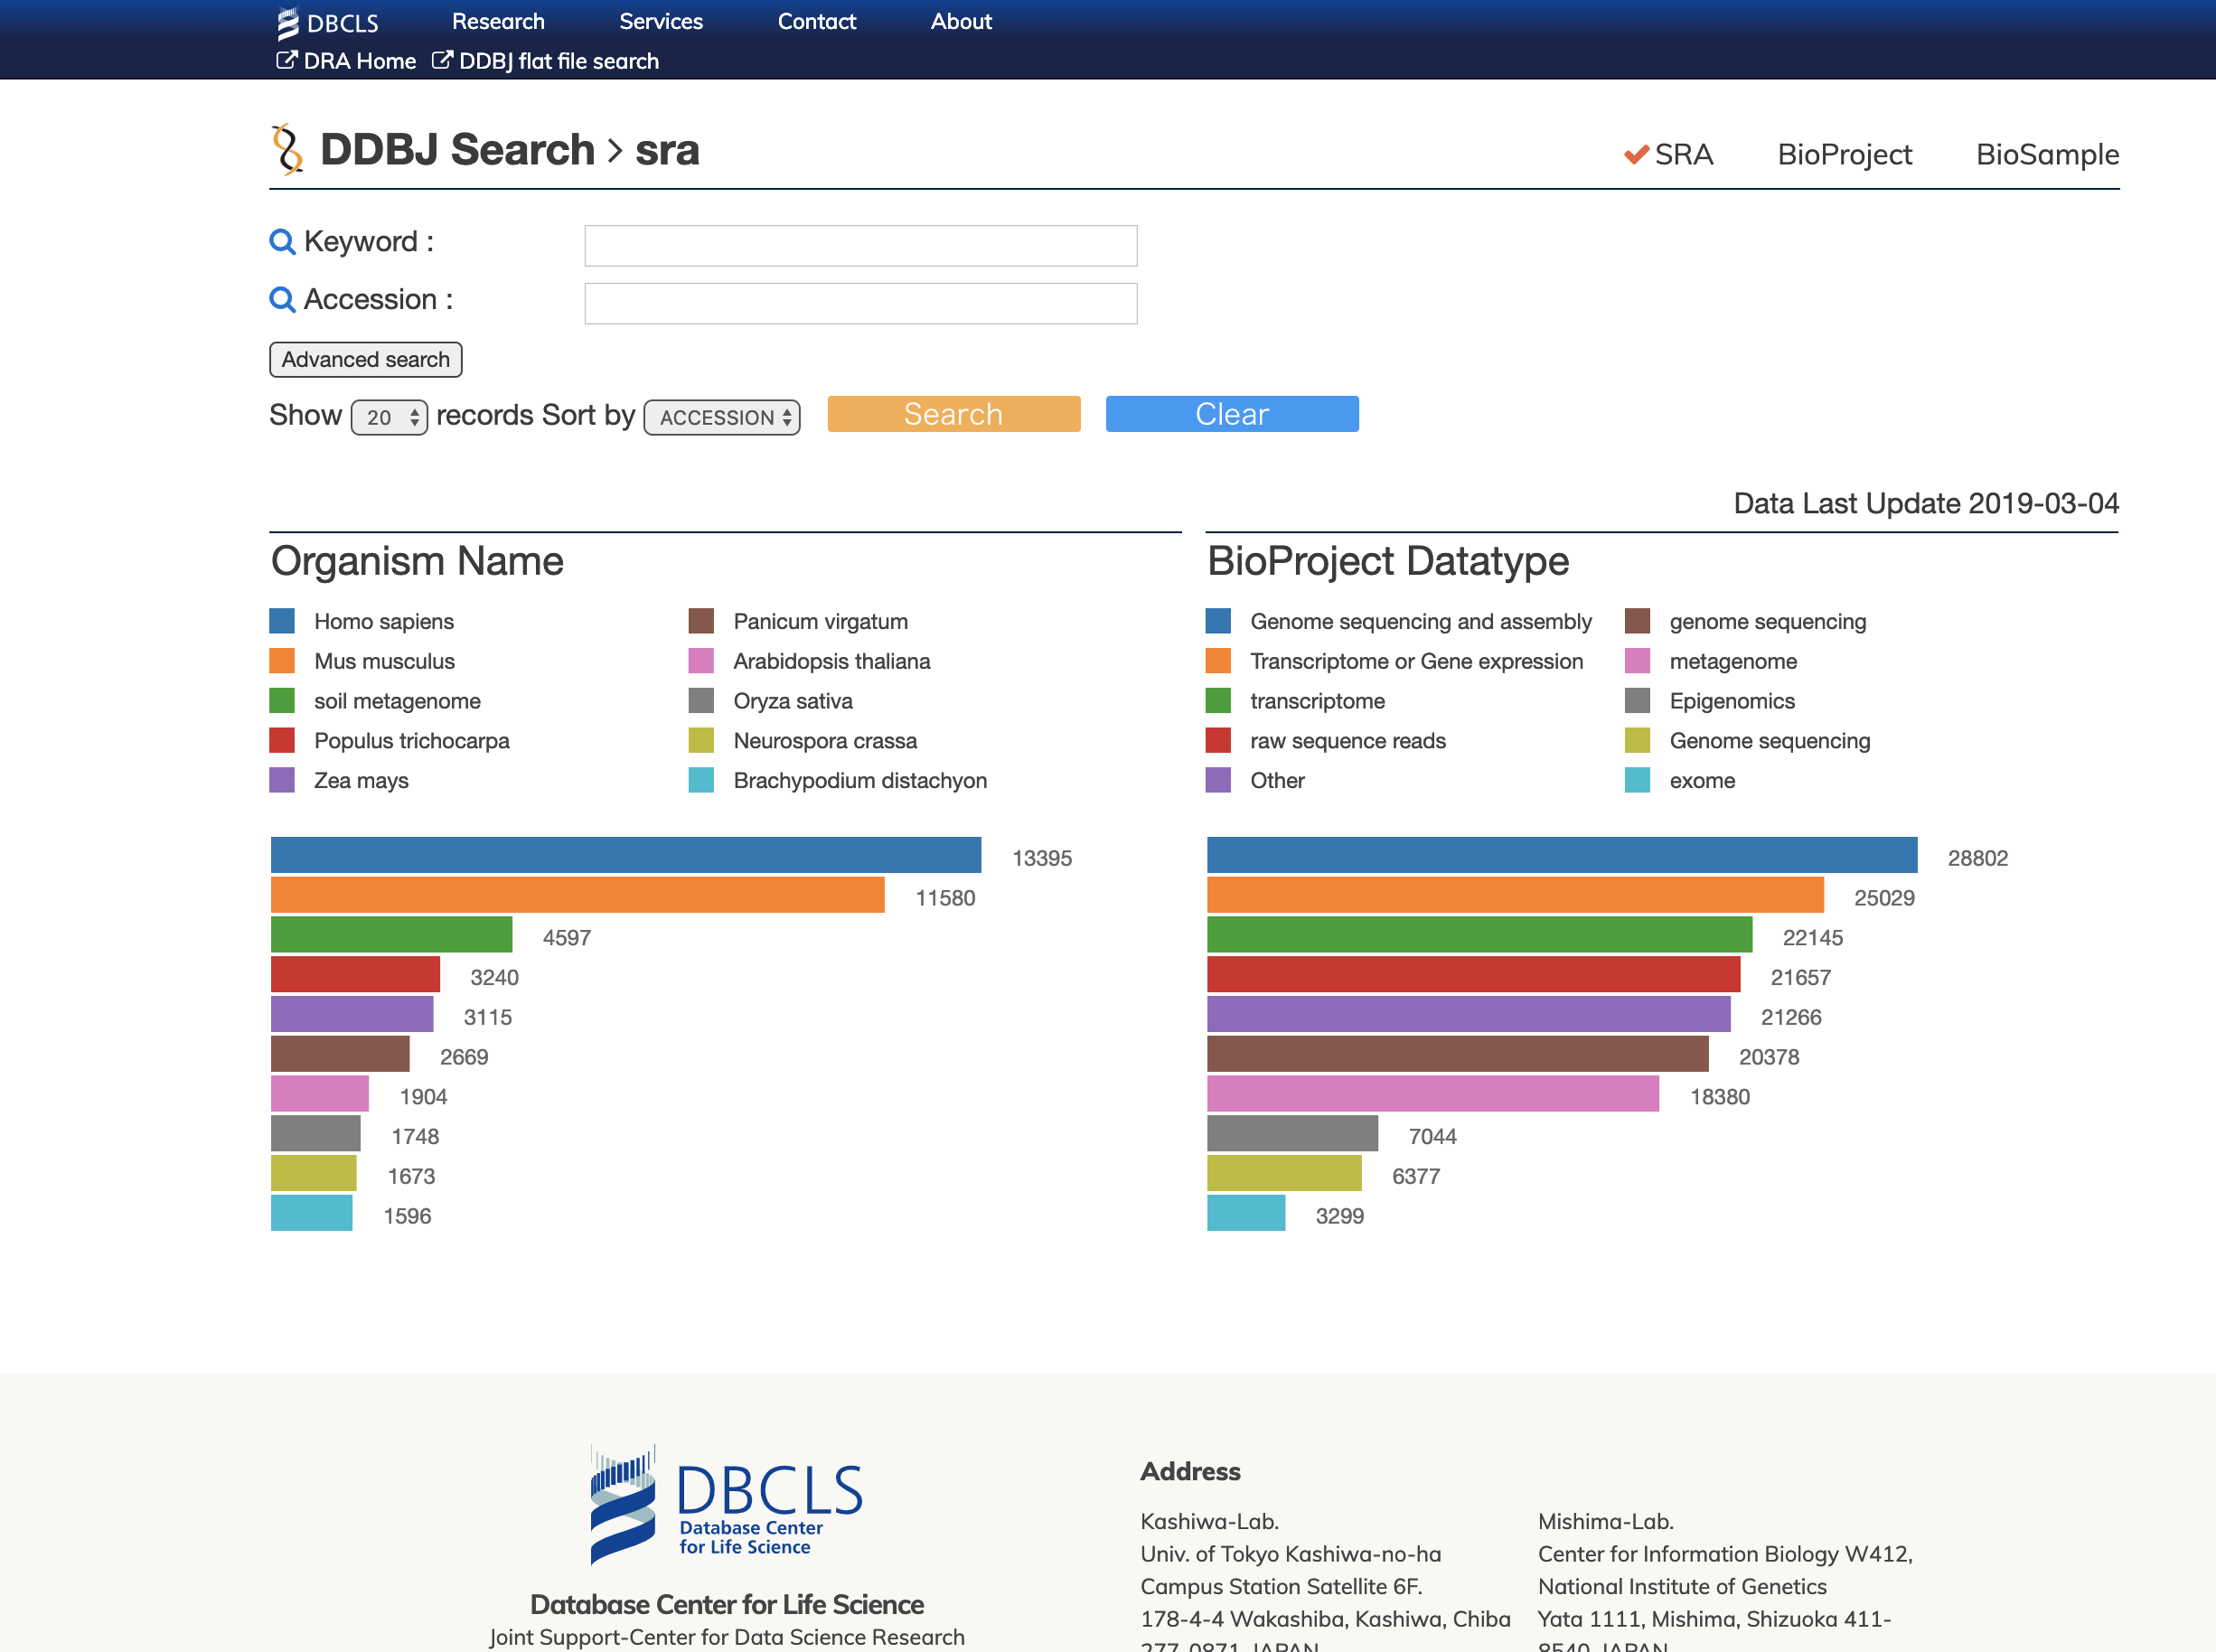 DBCLS Research Services Contact About
DRA Home DDBJ flat file search
DDBJ Search > sra
SRA BioProject BioSample
Keyword :
Accession :
Advanced search
Show 20 records Sort by ACCESSION Search Clear
Data Last Update 2019-03-04
Organism Name
Homo sapiens Panicum virgatum
Mus musculus Arabidopsis thaliana
soil metagenome Oryza sativa
Populus trichocarpa Neurospora crassa
Zea mays Brachypodium distachyon
13395
11580
4597
3240
3115
2669
1904
1748
1673
1596
BioProject Datatype
Genome sequencing and assembly genome sequencing
Transcriptome or Gene expression metagenome
transcriptome Epigenomics
raw sequence reads Genome sequencing
Other exome
28802
25029
22145
21657
21266
20378
18380
7044
6377
3299
DBCLS
Database Center
for Life Science
Database Center for Life Science
Joint Support-Center for Data Science Research
Address
Kashiwa-Lab.
Univ. of Tokyo Kashiwa-no-ha
Campus Station Satellite 6F.
178-4-4 Wakashiba, Kashiwa, Chiba
277-0871 JAPAN
Mishima-Lab.
Center for Information Biology W412,
National Institute of Genetics
Yata 1111, Mishima, Shizuoka 411-
8540 JAPAN